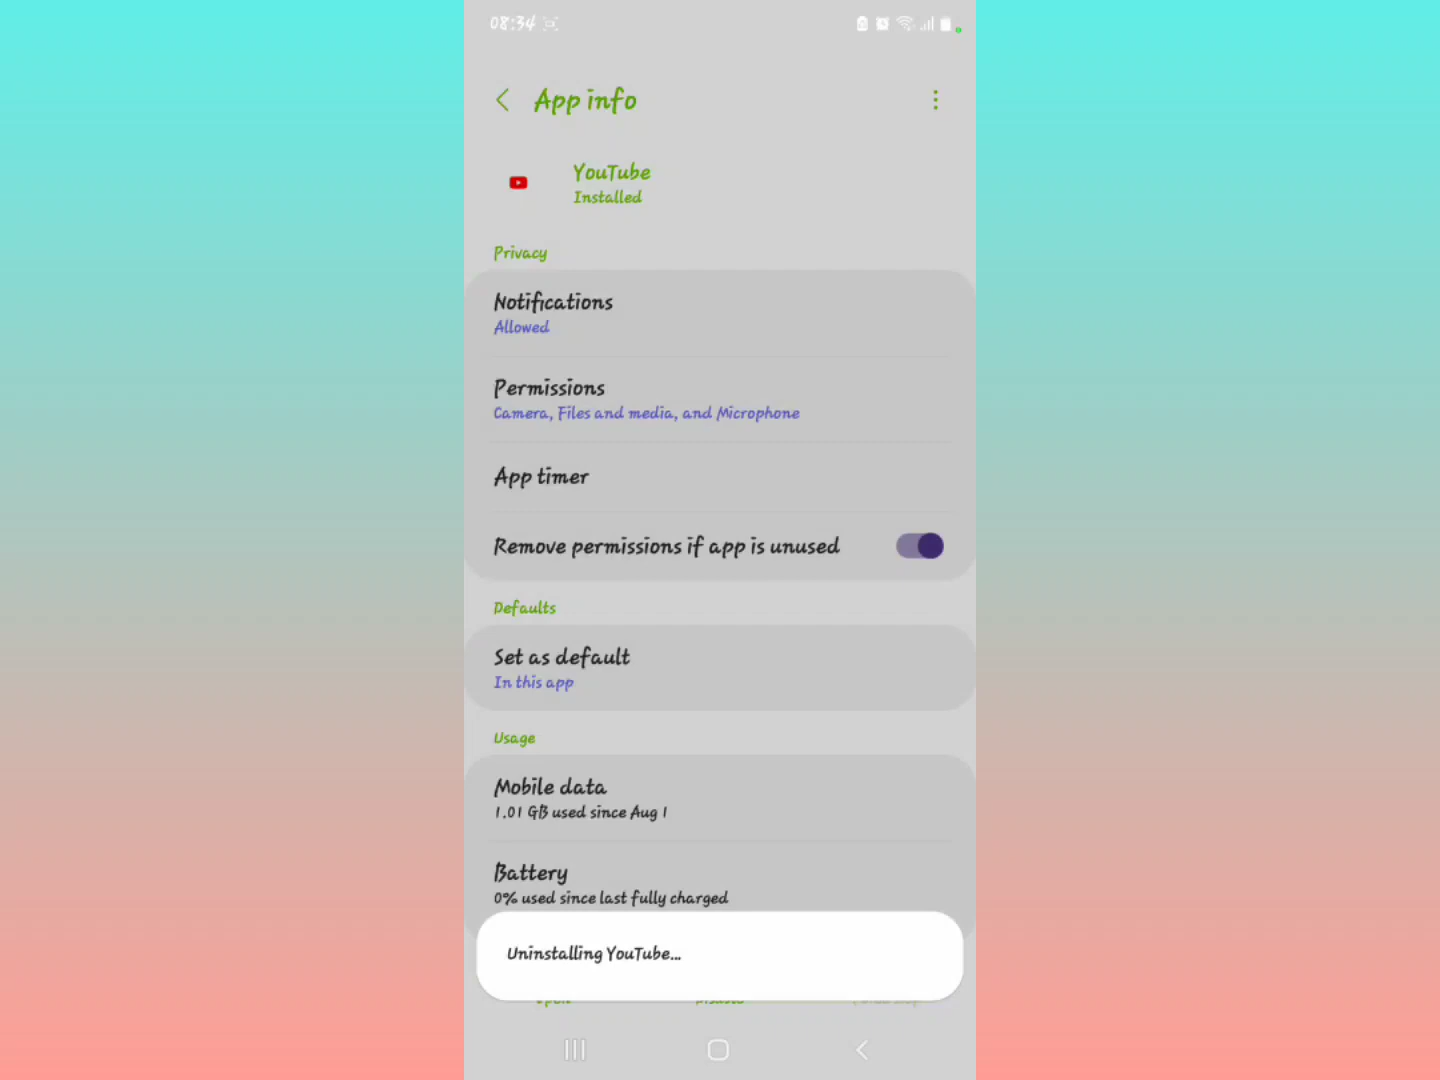 08:34
App info
YouTube
Installed
Privacy
Notifications
Allowed
Permissions
Camera, Files and media, and Microphone
App timer
Remove permissions if app is unused
Defaults
Set as default
In this app
Usage
Mobile data
1.01 GB used since Aug 1
Battery
0% used since last fully charged
Uninstalling YouTube...